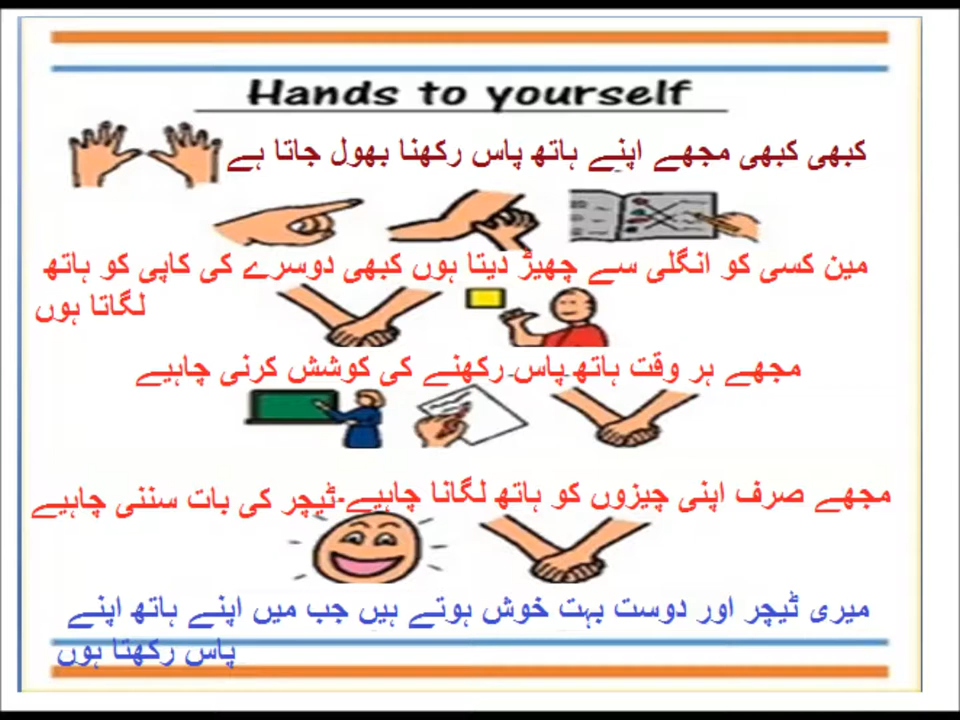 Hands to yourself
کبھی کبھی مجھے اپنے ہاتھ پاس رکھنا بھول جاتا ہے
مین کسی کو انگلی سے چھیڑ دیتا ہوں کبھی دوسرے کی کاپی کو ہاتھ
لگاتا ہوں
مجھے ہر وقت ہاتھ پاس رکھنے کی کوشش کرنی چاہیے
مجھے صرف اپنی چیزوں کو ہاتھ لگانا چاہیے۔ٹیچر کی بات سننی چاہیے
میری ٹیچر اور دوست بہت خوش ہوتے ہیں جب میں اپنے ہاتھ اپنے
پاس رکھتا ہوں